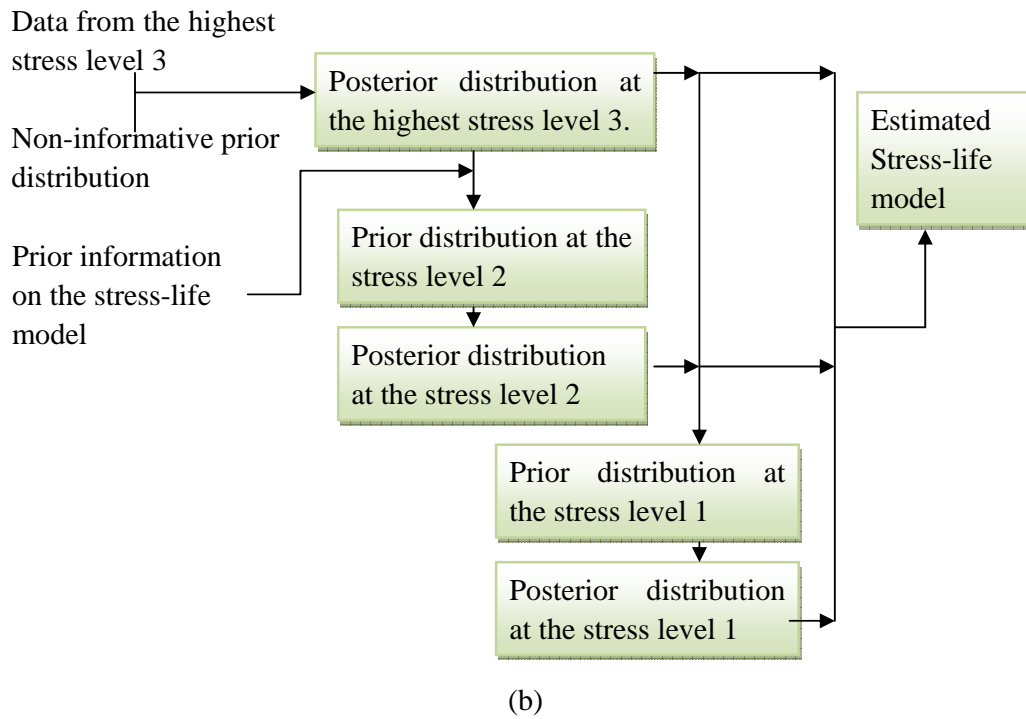 Data from the highest
stress level 3
Posterior distribution at
the highest stress level 3.
Estimated
Stress-life
model
Non-informative prior
distribution
Prior information
on the stress-life
model
Prior distribution at the
stress level 2
Posterior distribution
at the stress level 2
Prior distribution at
the stress level 1
Posterior distribution
at the stress level 1
(b)